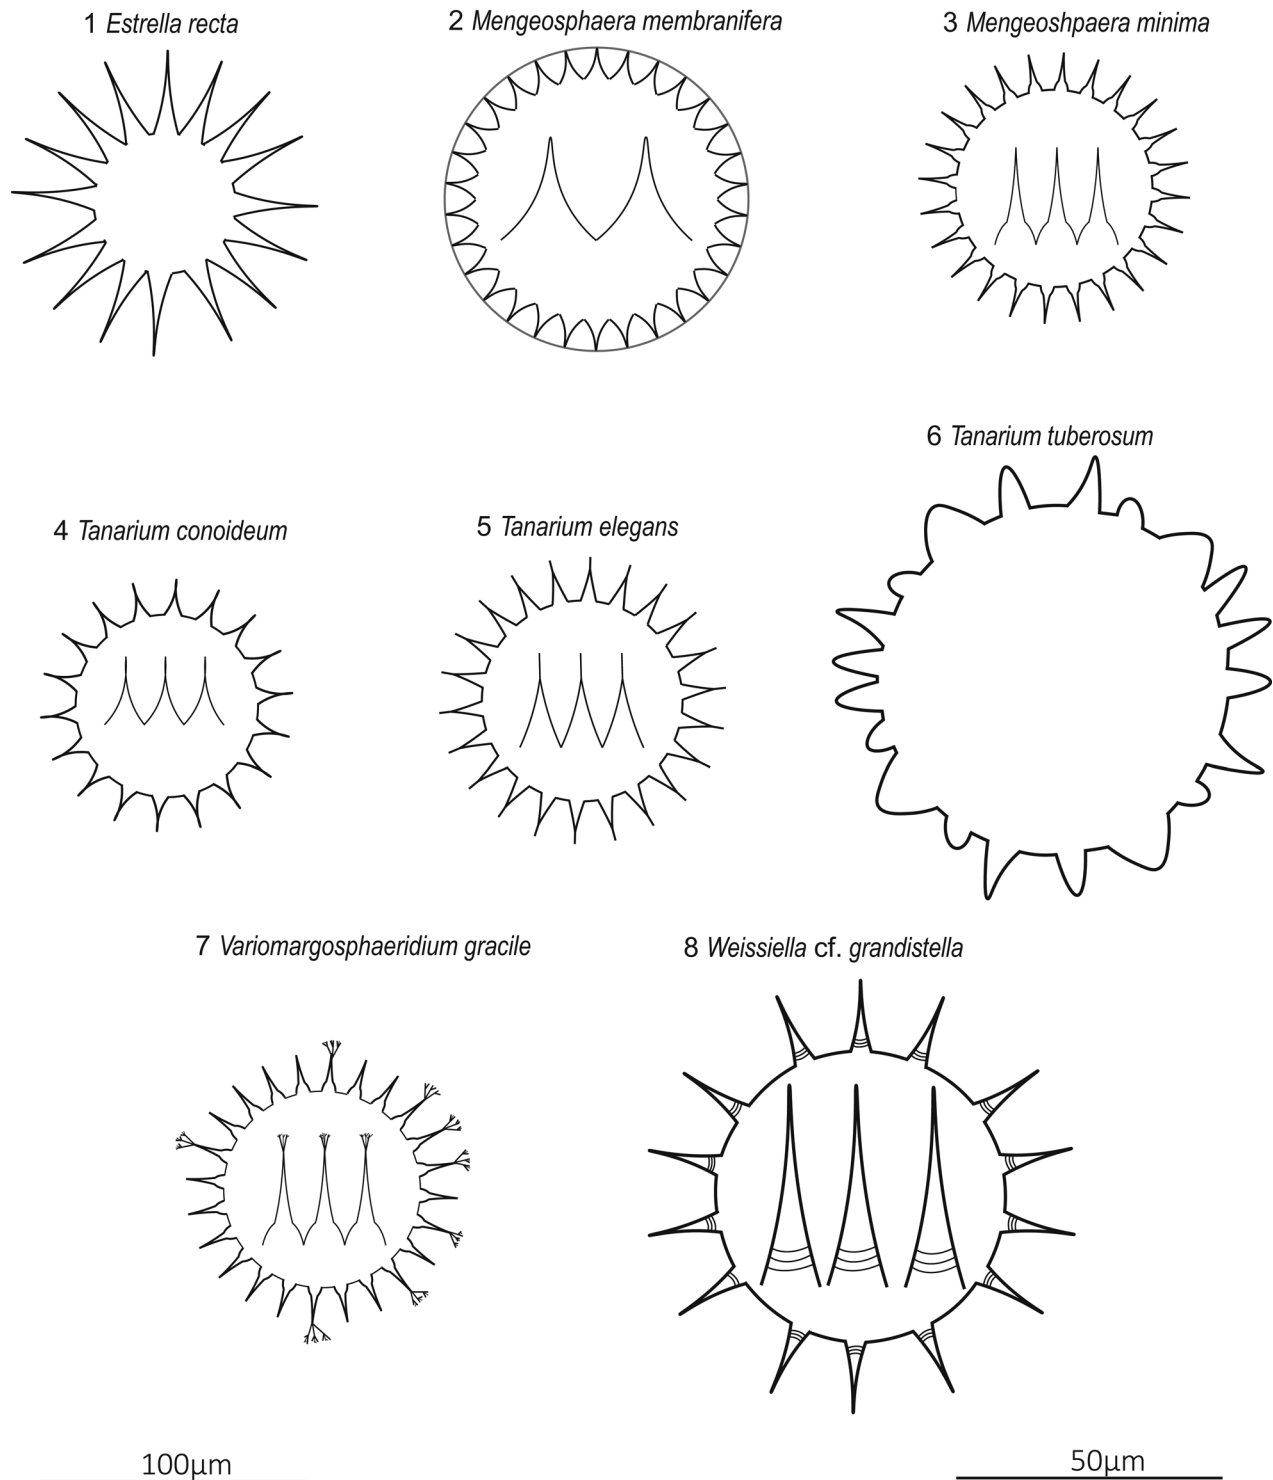 1 Estrella recta
2 Mengeosphaera membranifera
3 Mengeoshpaera minima
6 Tanarium tuberosum
4 Tanarium conoideum
5 Tanarium elegans
7 Variomargosphaeridium gracile
8 Weissiella cf. grandistella
100µm
50µm